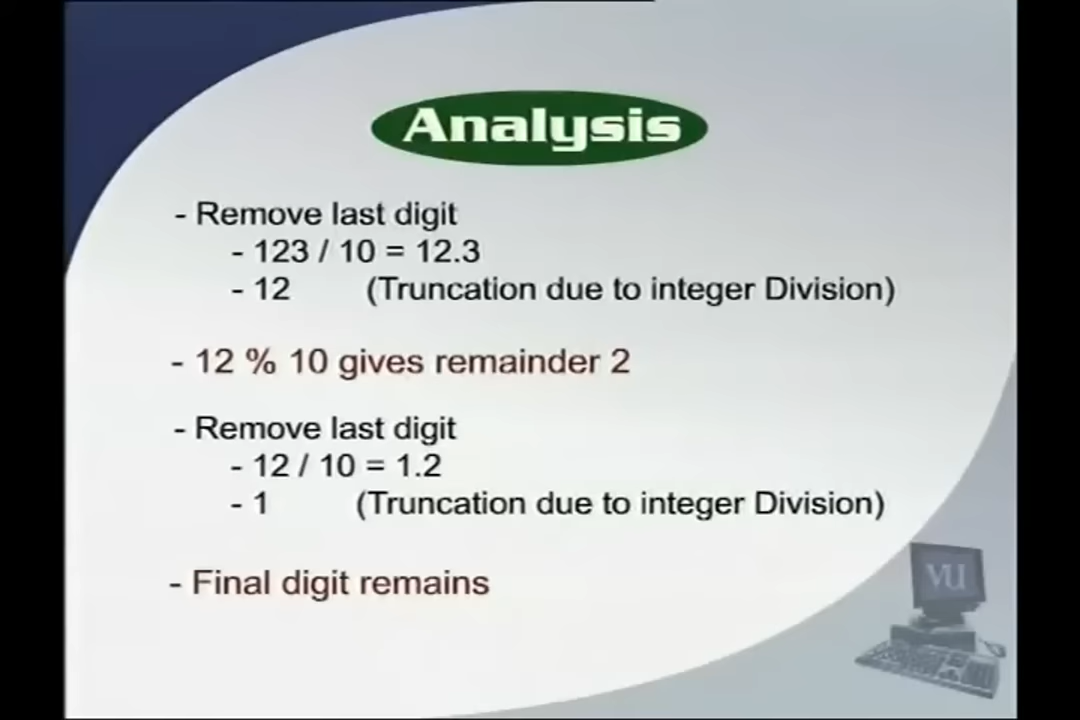 Analysis
- Remove last digit
- 123 / 10 = 12.3
- 12 (Truncation due to integer Division)
- 12 % 10 gives remainder 2
- Remove last digit
- 12 / 10 = 1.2
- 1 (Truncation due to integer Division)
- Final digit remains
VU